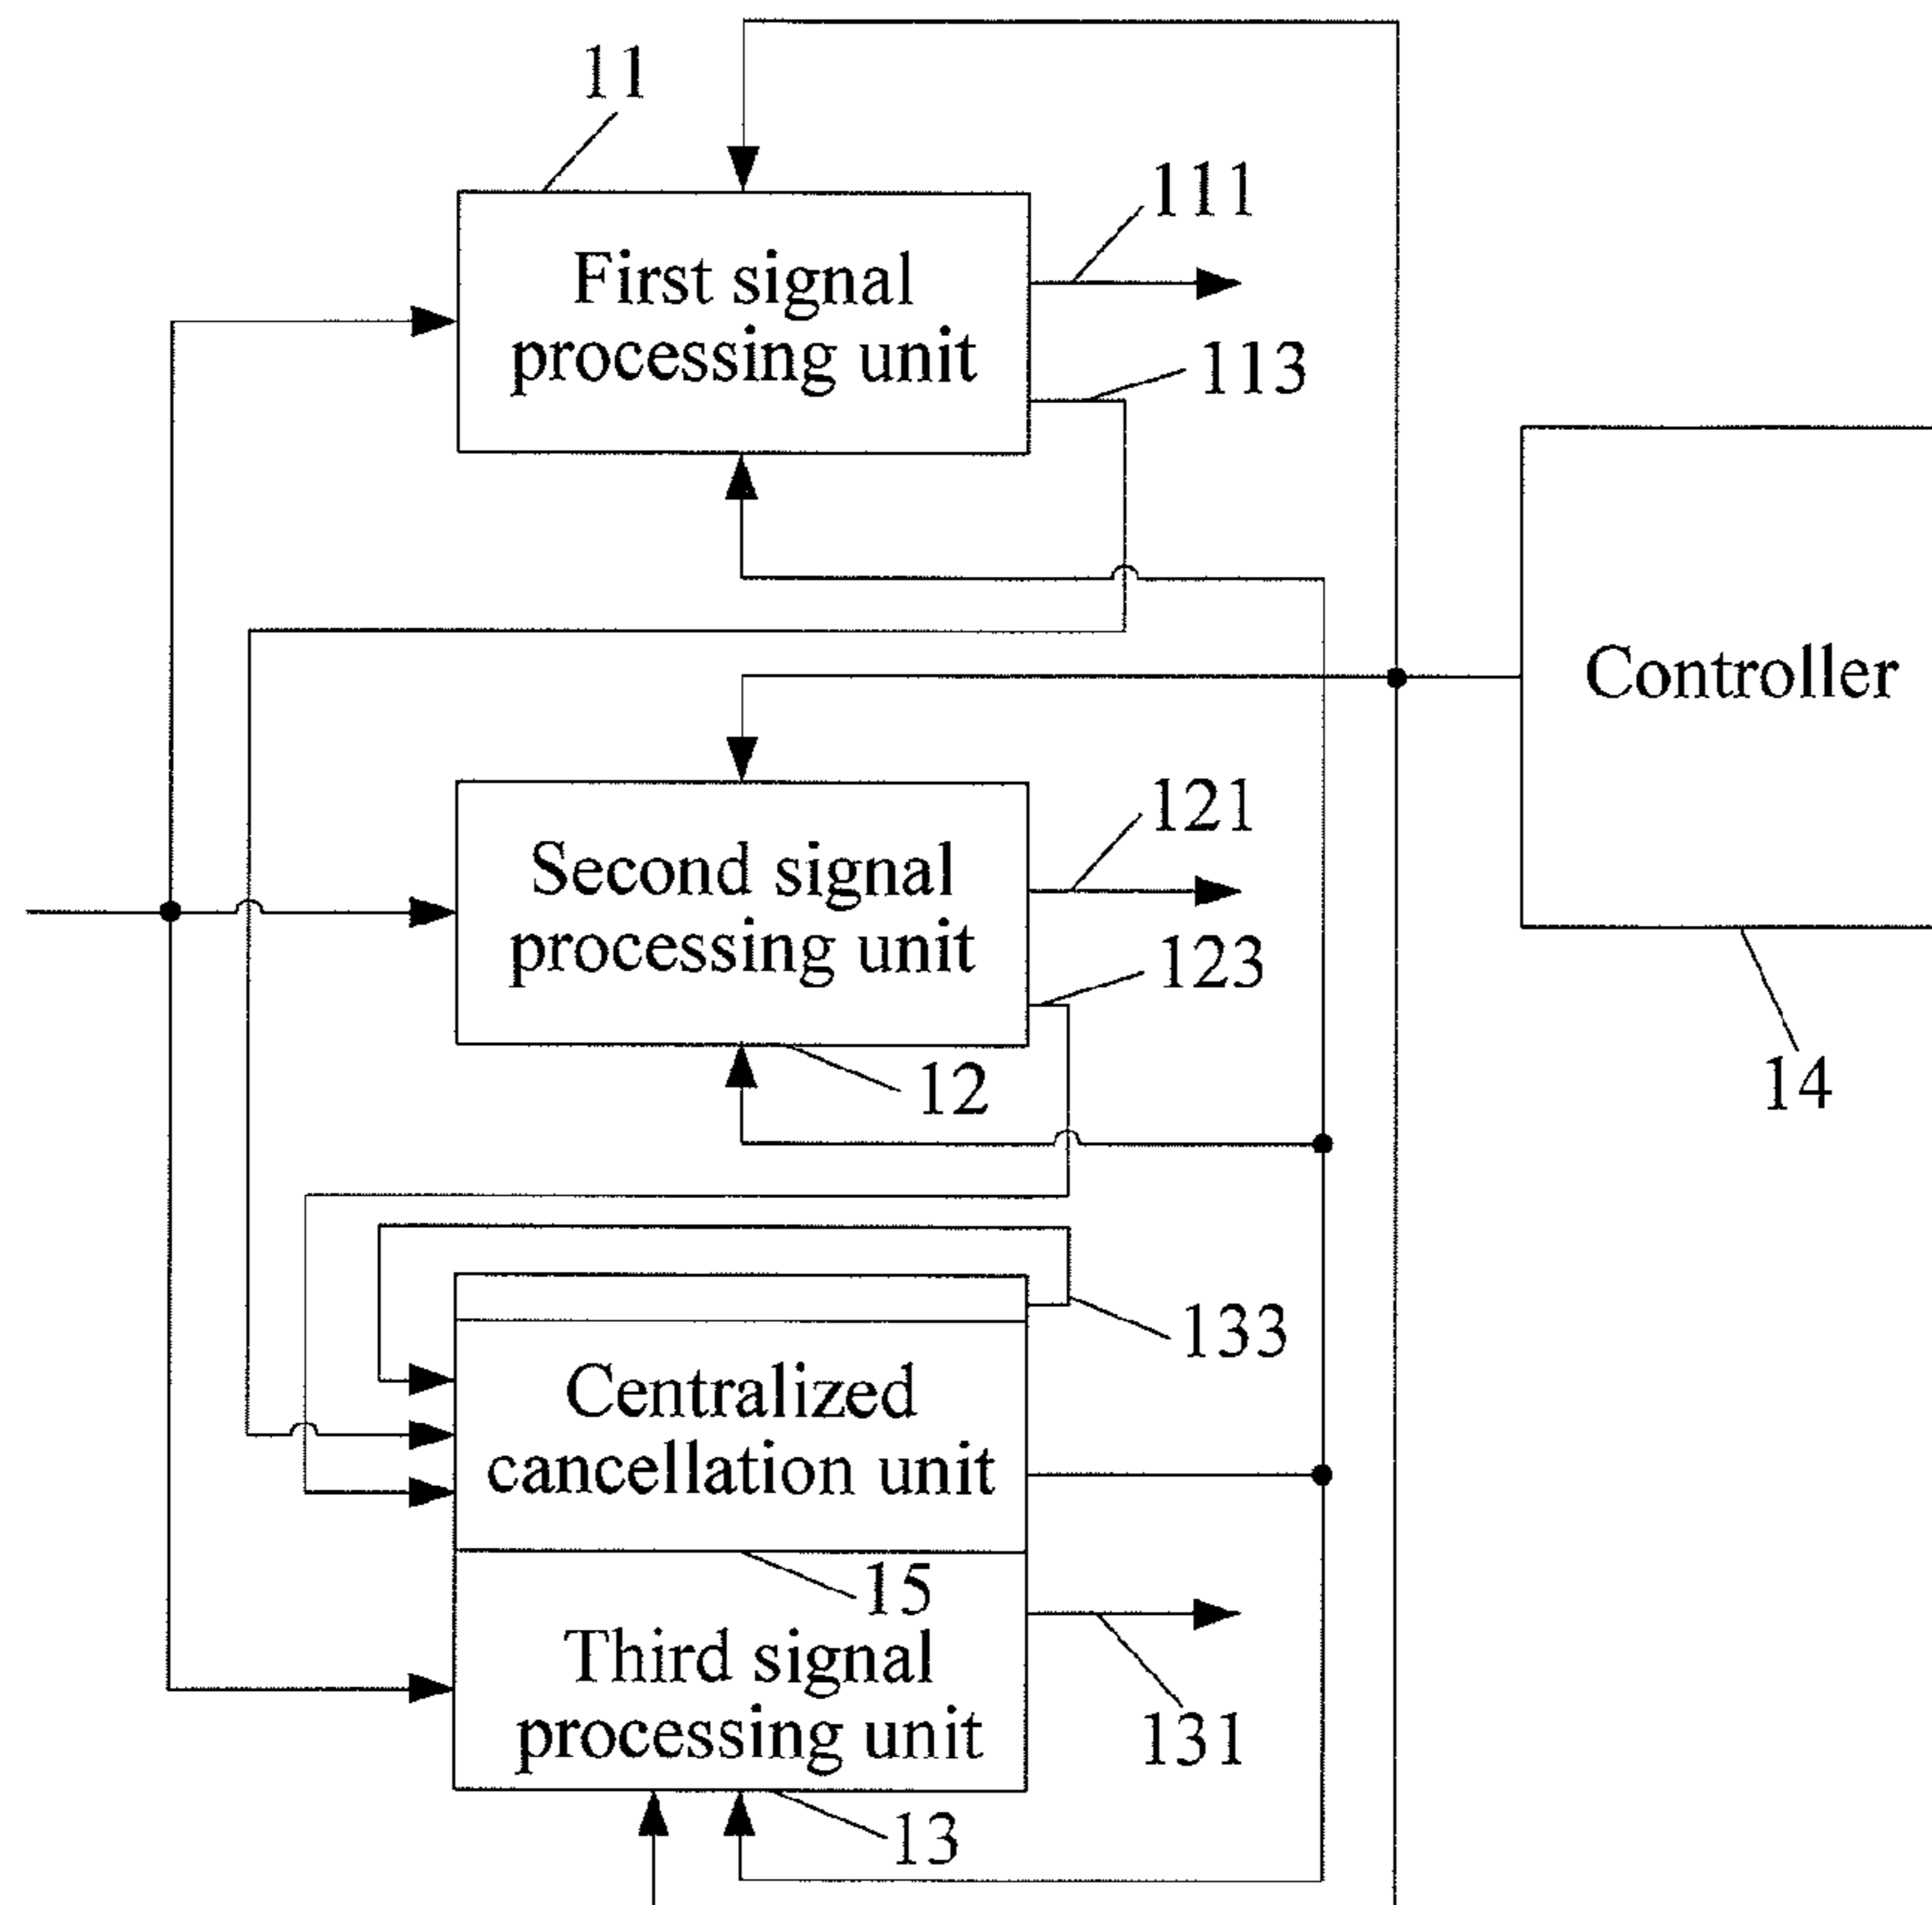 11
111
First signal
processing unit
113
Controller
121
Second signal
processing unit
123
12
14
133
Centralized
cancellation unit
15
Third signal
processing unit
131
13